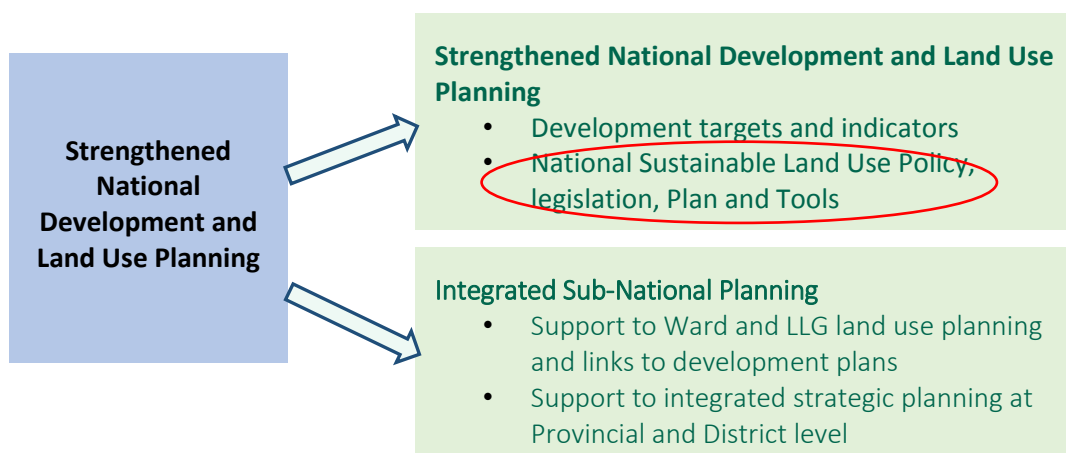 Strengthened
National
Development and
Land Use Planning
Strengthened National Development and Land Use
Planning
• Development targets and indicators
• National Sustainable Land Use Policy,
legislation, Plan and Tools
Integrated Sub-National Planning
• Support to Ward and LLG land use planning
and links to development plans
• Support to integrated strategic planning at
Provincial and District level